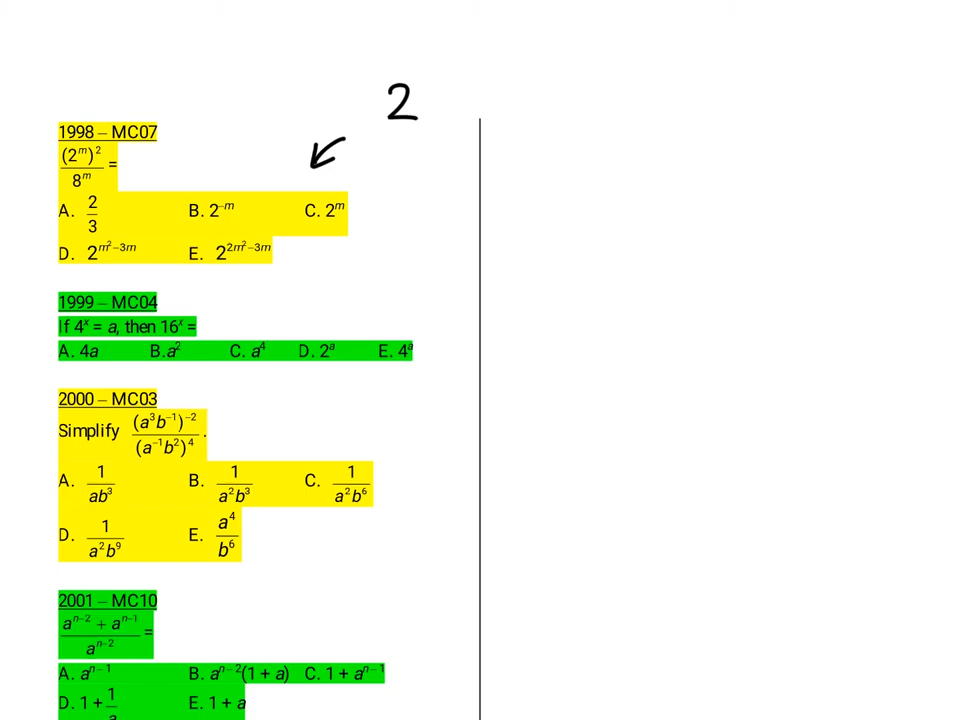 2
1998 – MC07
(2^m)^2 / 8^m =
A. 2/3 B. 2^{–m} C. 2^m
D. 2^{m^2–3m} E. 2^{2m^2–3m}
1999 – MC04
If 4^x = a, then 16^x =
A. 4a B.a^2 C. a^4 D. 2^a E. 4^a
2000 – MC03
Simplify (a^3b^{–1})^{–2} / (a^{–1}b^2)^4 .
A. 1/ab^3 B. 1/a^2b^3 C. 1/a^2b^6
D. 1/a^2b^9 E. a^4/b^6
2001 – MC10
a^{n–2} + a^{n–1} / a^{n–2} =
A. a^{n–1} B. a^{n–2}(1 + a) C. 1 + a^{n–1}
D. 1 + 1/a E. 1 + a